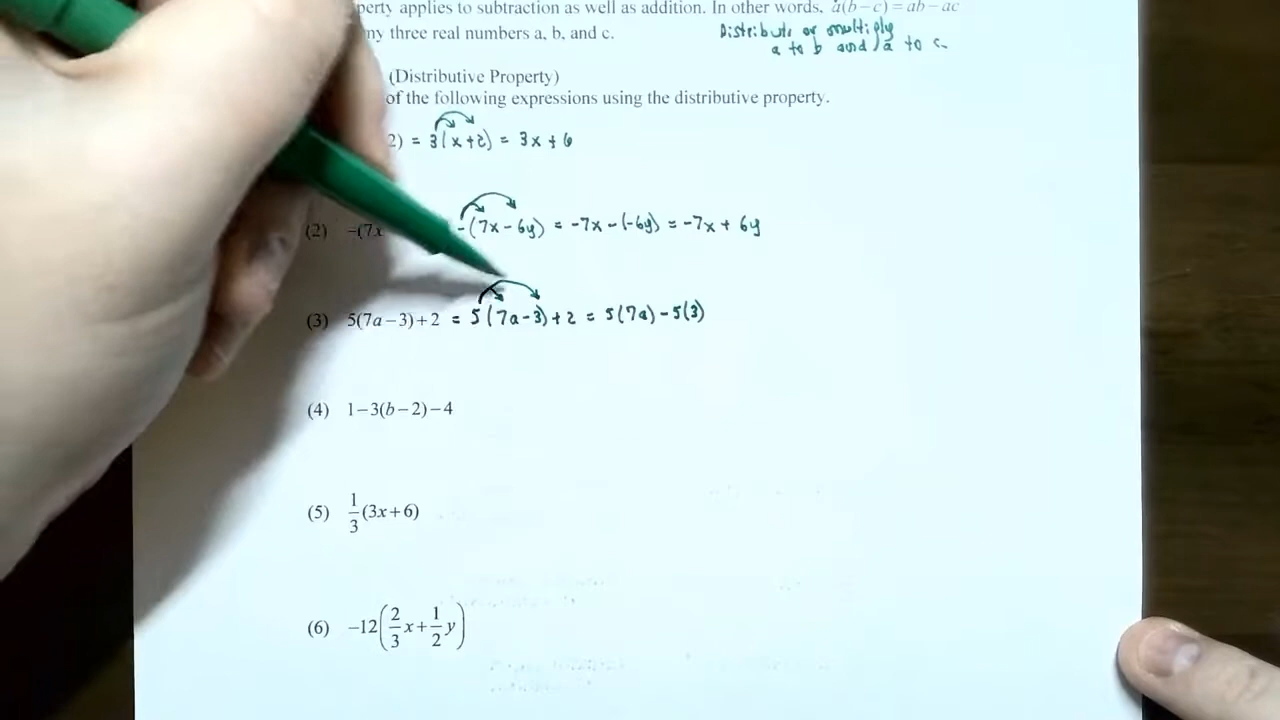 perty applies to subtraction as well as addition. In other words, a(b−c)=ab−ac
ny three real numbers a, b, and c.
Distribute or multiply
a to b and a to c.
(Distributive Property)
of the following expressions using the distributive property.
2) = 3(x+2) = 3x + 6
(2) −(7x -(7x - 6y) = -7x - (-6y) = -7x + 6y
(3) 5(7a−3)+2 = 5(7a-3)+2 = 5(7a) - 5(3)
(4) 1−3(b−2)−4
(5) 1/3(3x+6)
(6) −12(2/3x+1/2y)